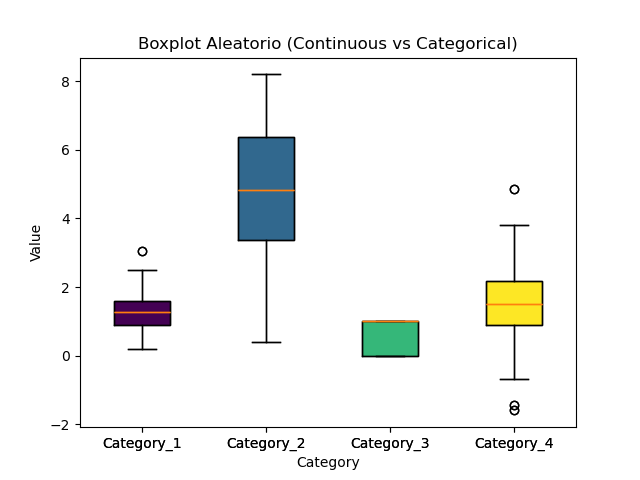 Boxplot Aleatorio (Continuous vs Categorical)
8
6
4
2
0
−2
Value
Category_1 Category_2 Category_3 Category_4
Category